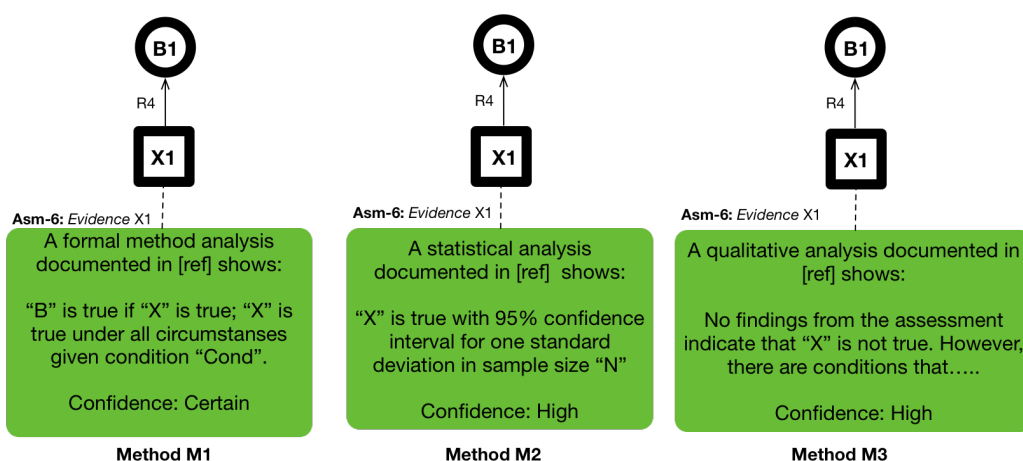 B1
R4
X1
Asm-6: Evidence X1
A formal method analysis
documented in [ref] shows:
“B” is true if “X” is true; “X” is
true under all circumstanses
given condition “Cond”.
Confidence: Certain
Method M1
B1
R4
X1
Asm-6: Evidence X1
A statistical analysis
documented in [ref] shows:
“X” is true with 95% confidence
interval for one standard
deviation in sample size “N”
Confidence: High
Method M2
B1
R4
X1
Asm-6: Evidence X1
A qualitative analysis documented in
[ref] shows:
No findings from the assessment
indicate that “X” is not true. However,
there are conditions that…..
Confidence: High
Method M3